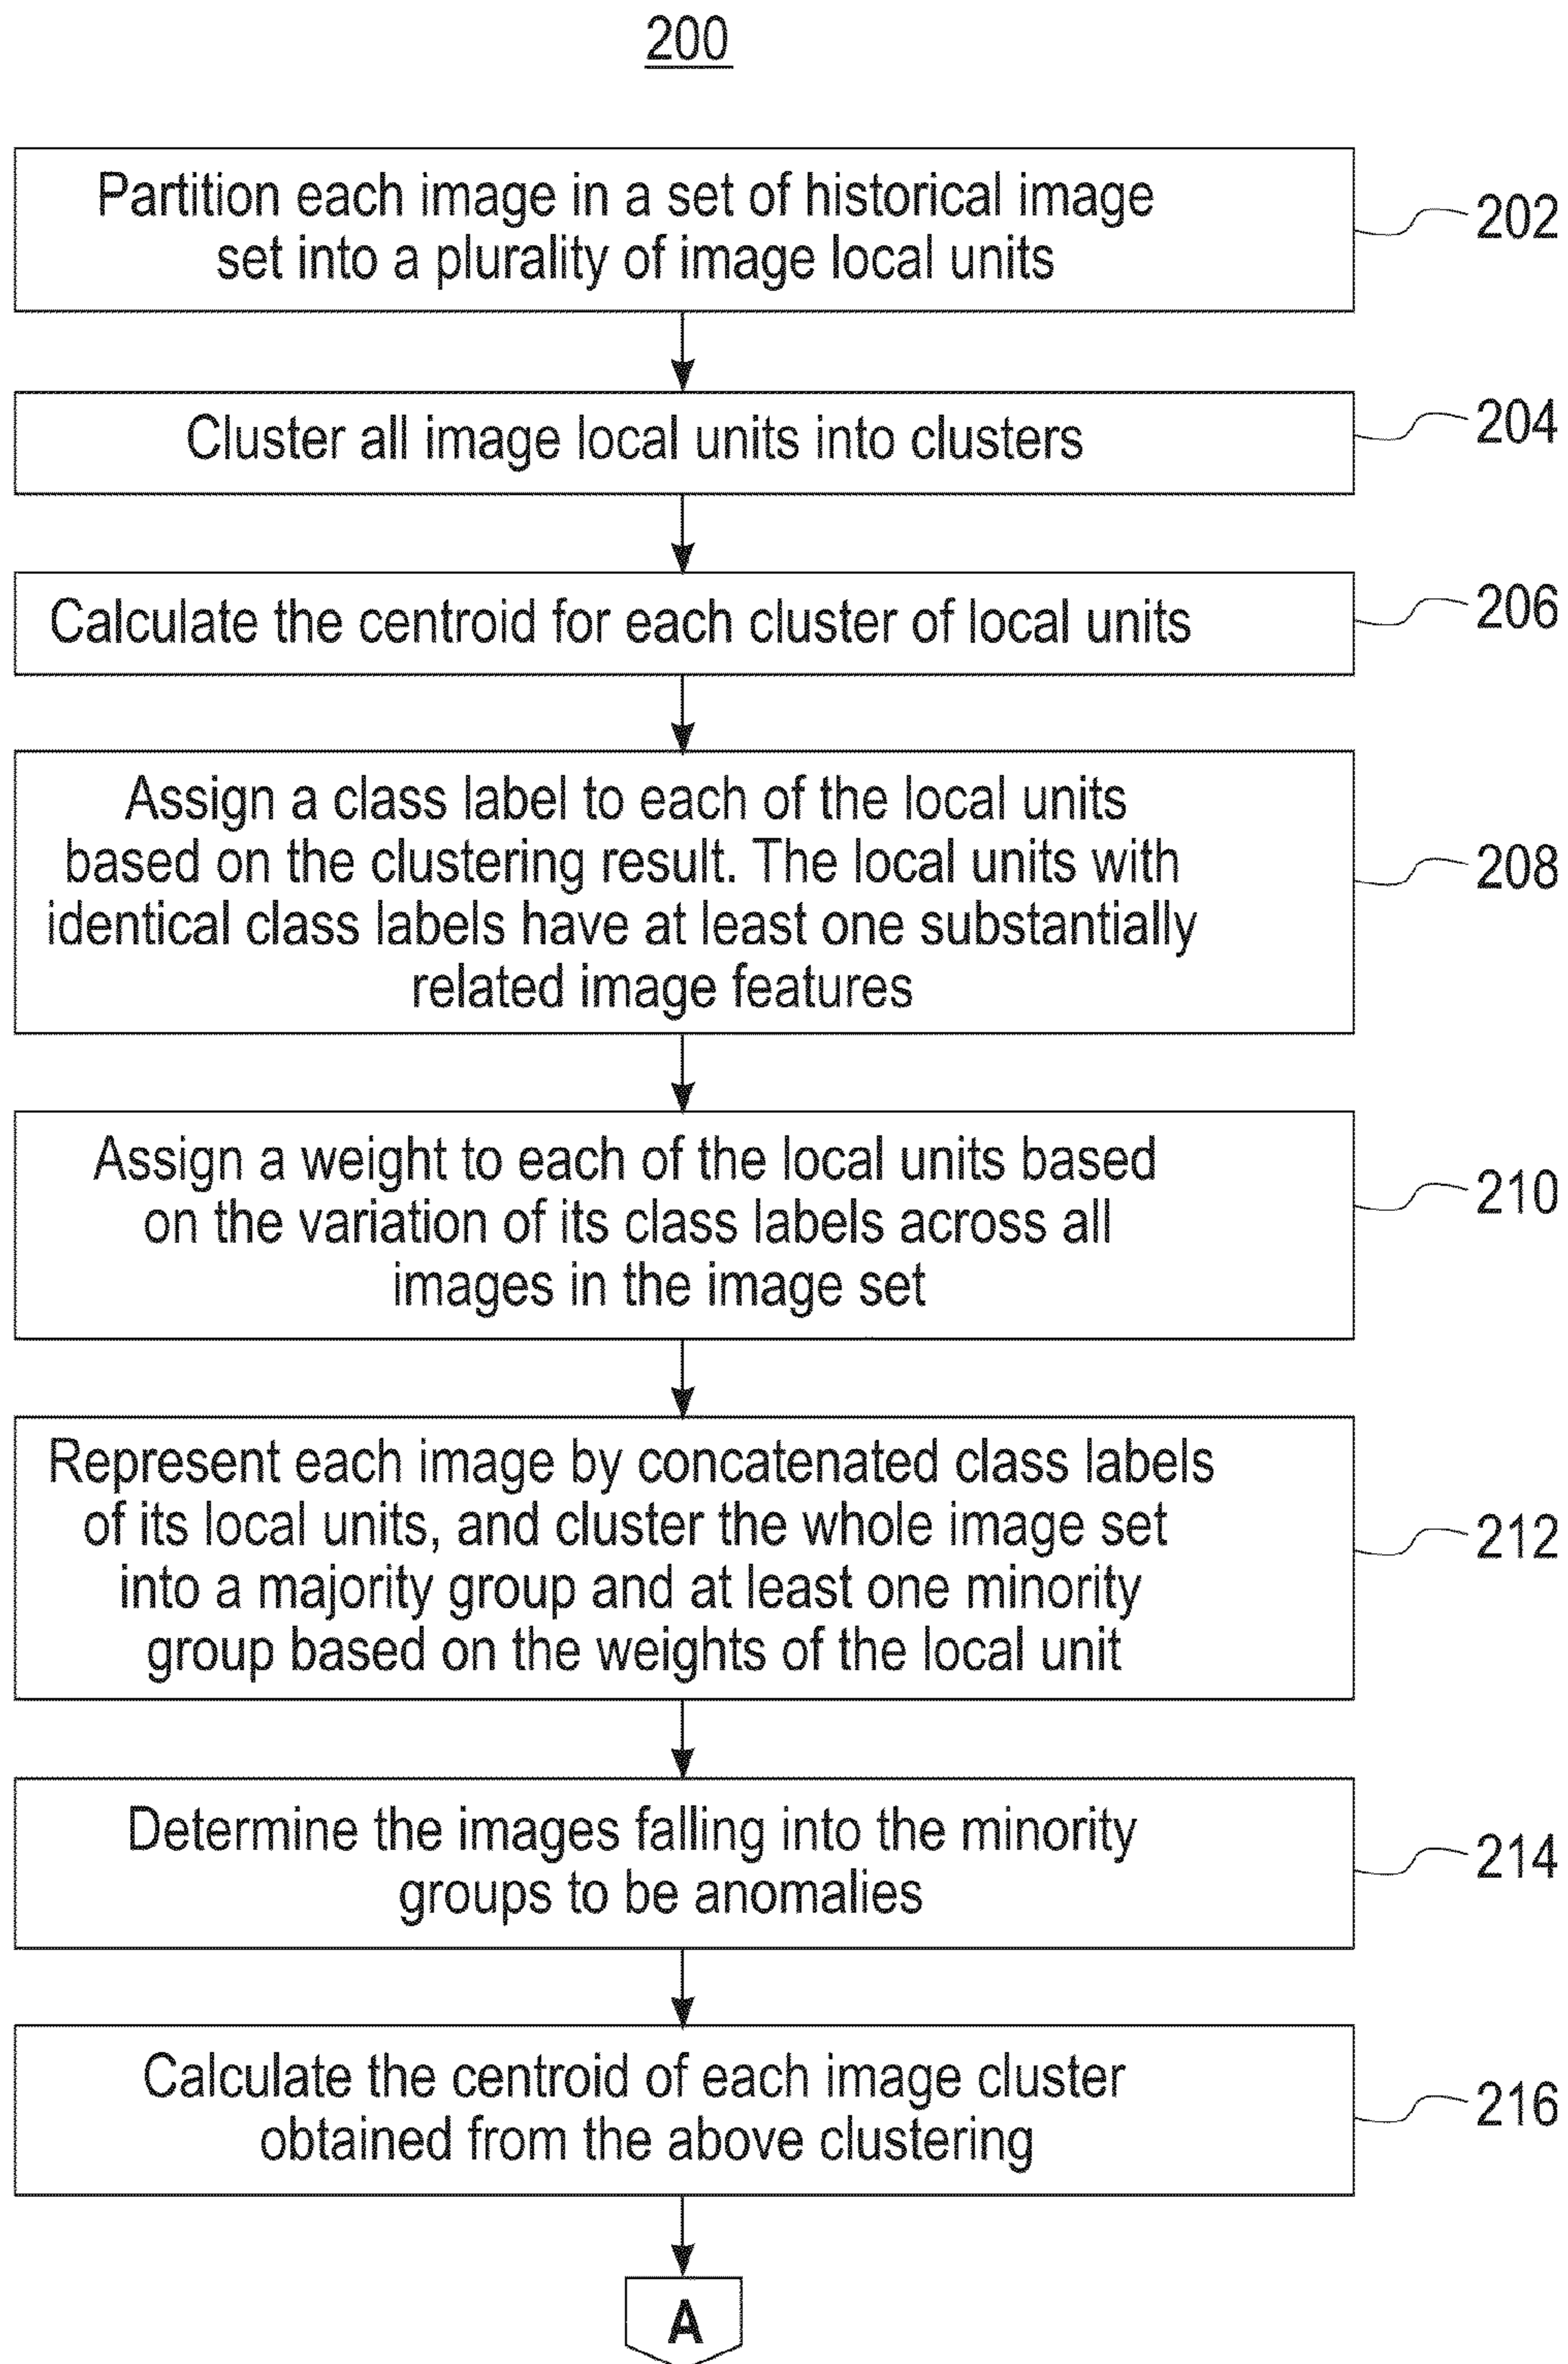 200
Partition each image in a set of historical image
set into a plurality of image local units
202
Cluster all image local units into clusters
204
Calculate the centroid for each cluster of local units
206
Assign a class label to each of the local units
based on the clustering result. The local units with
identical class labels have at least one substantially
related image features
208
Assign a weight to each of the local units based
on the variation of its class labels across all
images in the image set
210
Represent each image by concatenated class labels
of its local units, and cluster the whole image set
into a majority group and at least one minority
group based on the weights of the local unit
212
Determine the images falling into the minority
groups to be anomalies
214
Calculate the centroid of each image cluster
obtained from the above clustering
216
A